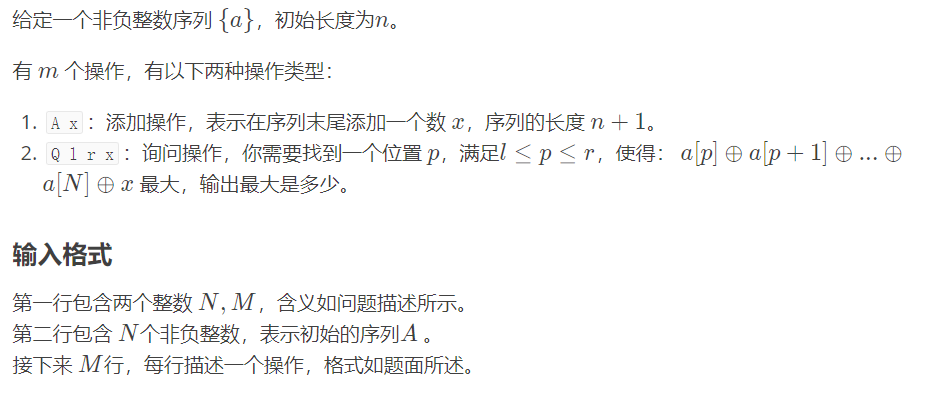 给定一个非负整数序列 {a}，初始长度为n。
有 m 个操作，有以下两种操作类型：
1. A x ：添加操作，表示在序列末尾添加一个数 x，序列的长度 n + 1。
2. Q l r x ：询问操作，你需要找到一个位置 p，满足l ≤ p ≤ r，使得： a[p] ⊕ a[p + 1] ⊕ ... ⊕
a[N] ⊕ x 最大，输出最大是多少。
输入格式
第一行包含两个整数 N, M，含义如问题描述所示。
第二行包含 N个非负整数，表示初始的序列A 。
接下来 M行，每行描述一个操作，格式如题面所述。